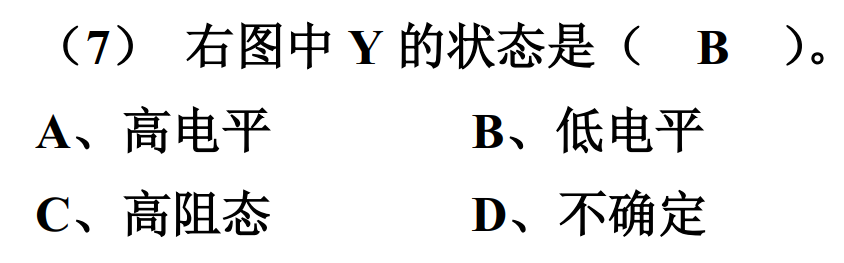 （7） 右图中 Y 的状态是（ B ）。
A、高电平 B、低电平
C、高阻态 D、不确定